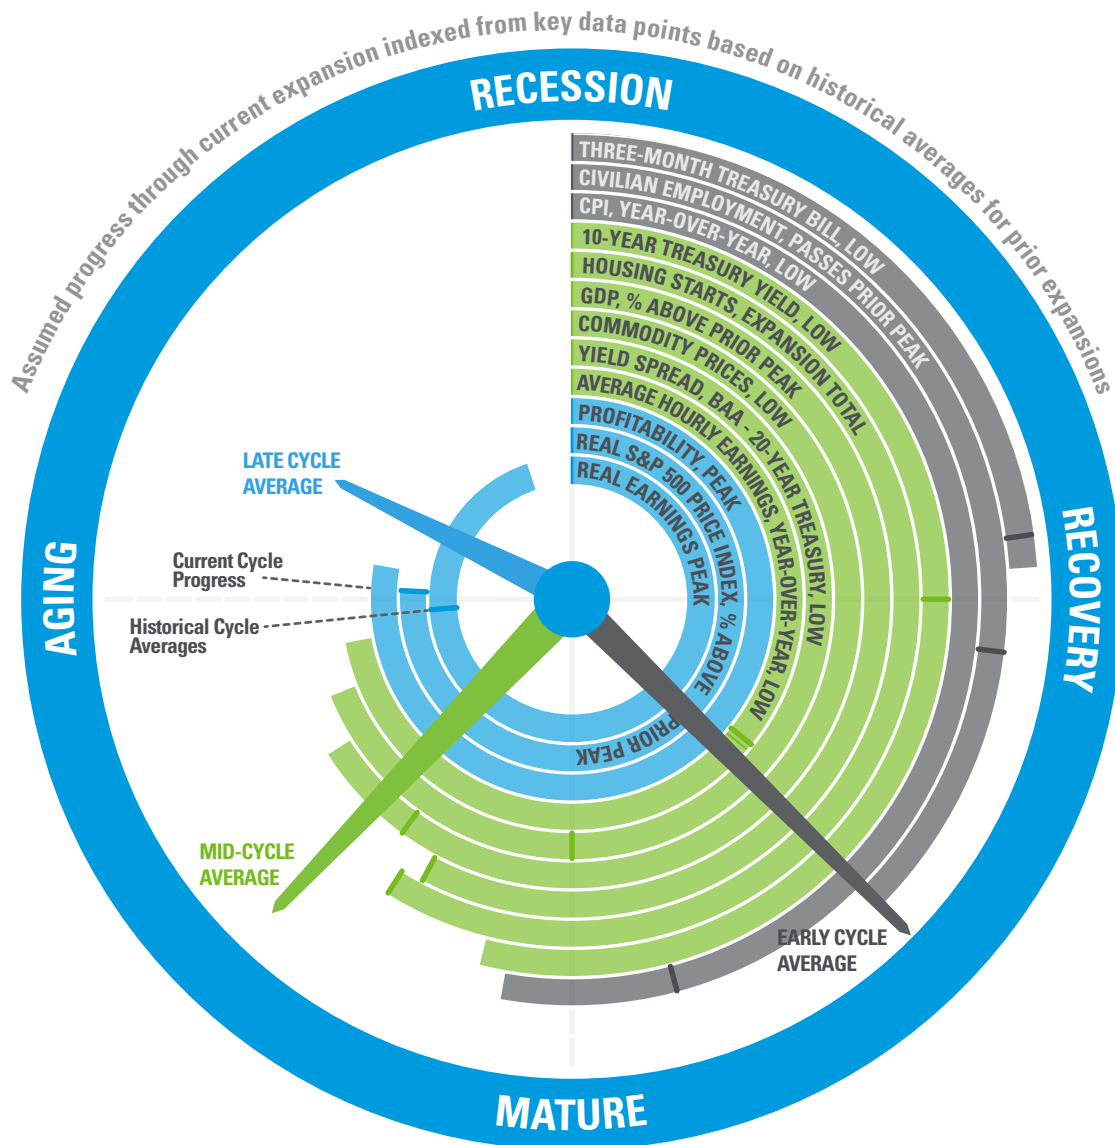 Assumed progress through current expansion indexed from key data points based on historical averages for prior expansions
RECESSION
THREE-MONTH TREASURY BILL, LOW
CIVILIAN EMPLOYMENT, PASSES PRIOR PEAK
CPI, YEAR-OVER-YEAR, LOW
10-YEAR TREASURY YIELD, LOW
HOUSING STARTS, EXPANSION TOTAL
GDP, % ABOVE PRIOR PEAK
COMMODITY PRICES, LOW
YIELD SPREAD, BAA - 20-YEAR TREASURY, LOW
AVERAGE HOURLY EARNINGS, YEAR-OVER-YEAR, LOW
PROFITABILITY, PEAK
REAL S&P 500 PRICE INDEX, % ABOVE PRIOR PEAK
REAL EARNINGS PEAK
RECOVERY
LATE CYCLE
AVERAGE
AGING
Current Cycle
Progress
Historical Cycle
Averages
MID-CYCLE
AVERAGE
EARLY CYCLE
AVERAGE
MATURE